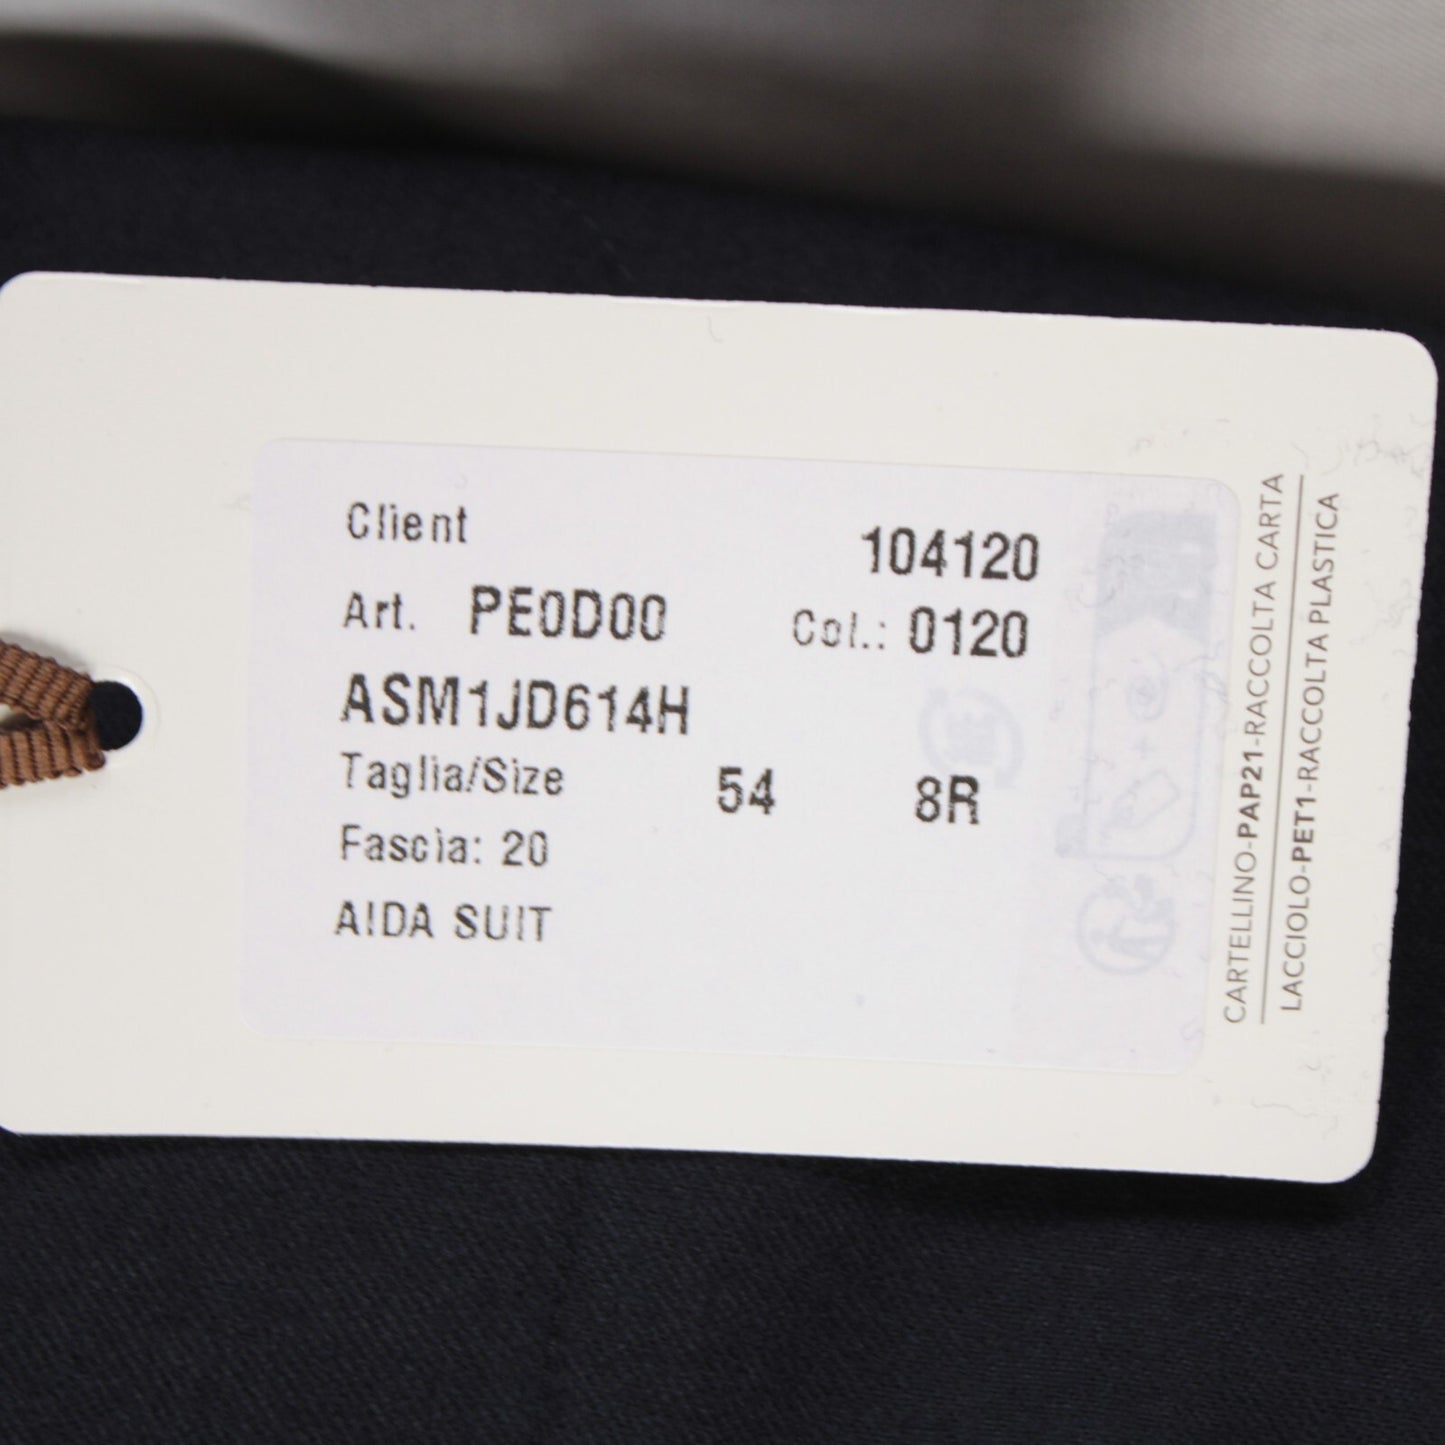 Client 104120
Art. PE0D00 Col.: 0120
ASM1JD614H
Taglia/Size 54 8R
Fascia: 20
AIDA SUIT
CARTELLINO-PAP21-RACCOLTA CARTA
LACCIOLO-PET1-RACCOLTA PLASTICA